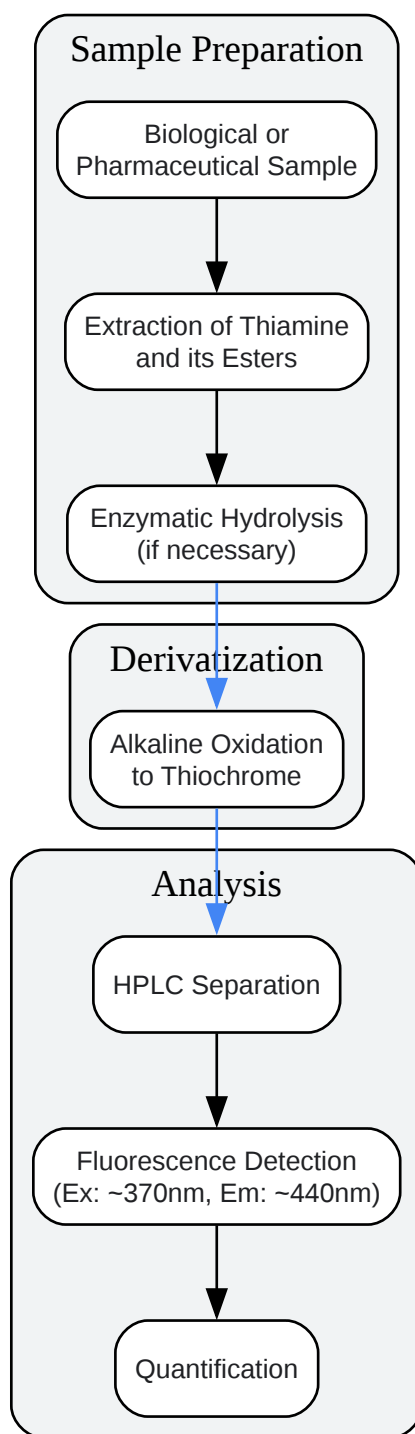 Sample Preparation
Biological or
Pharmaceutical Sample
Extraction of Thiamine
and its Esters
Enzymatic Hydrolysis
(if necessary)
Derivatization
Alkaline Oxidation
to Thiochrome
Analysis
HPLC Separation
Fluorescence Detection
(Ex: ~370nm, Em: ~440nm)
Quantification